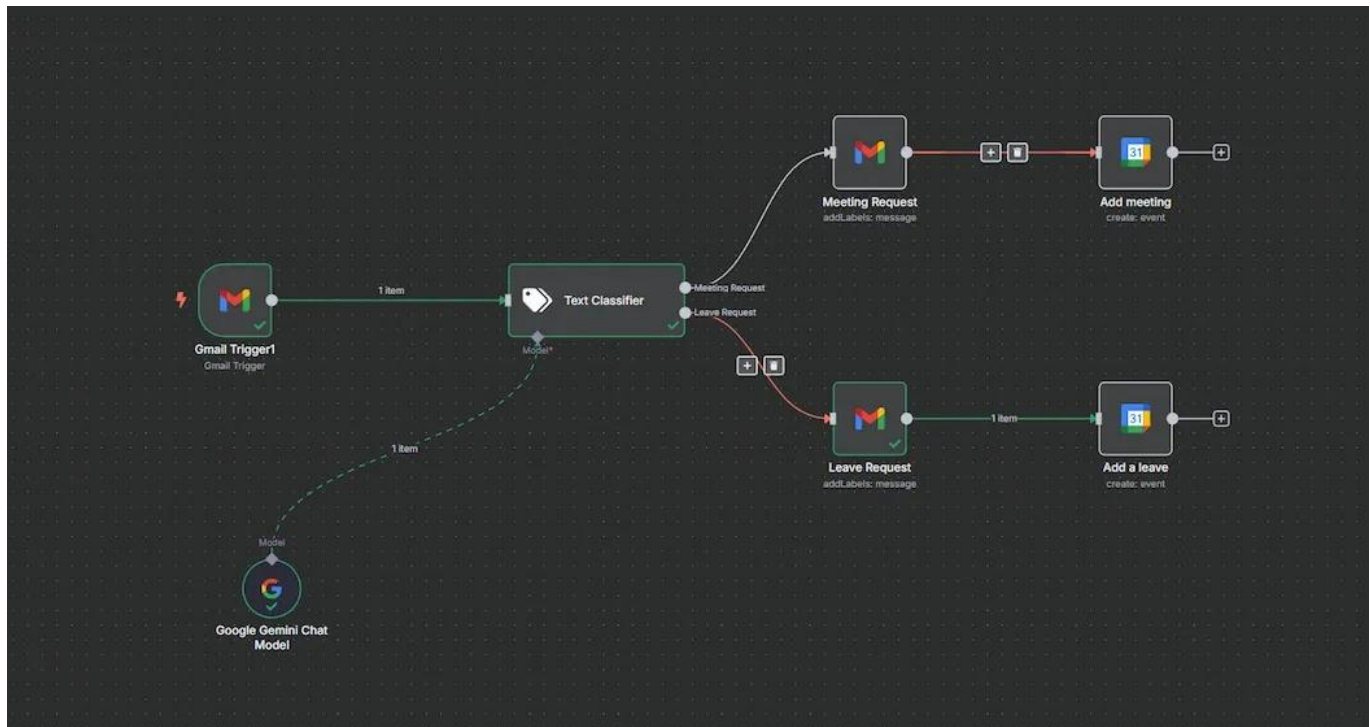 Meeting Request
addLabels: message
31
Add meeting
create: event
1 item
Text Classifier
Meeting Request
Leave Request
Model*
Gmail Trigger1
Gmail Trigger
1 item
Leave Request
addLabels: message
1 item
31
Add a leave
create: event
Model
Google Gemini Chat
Model